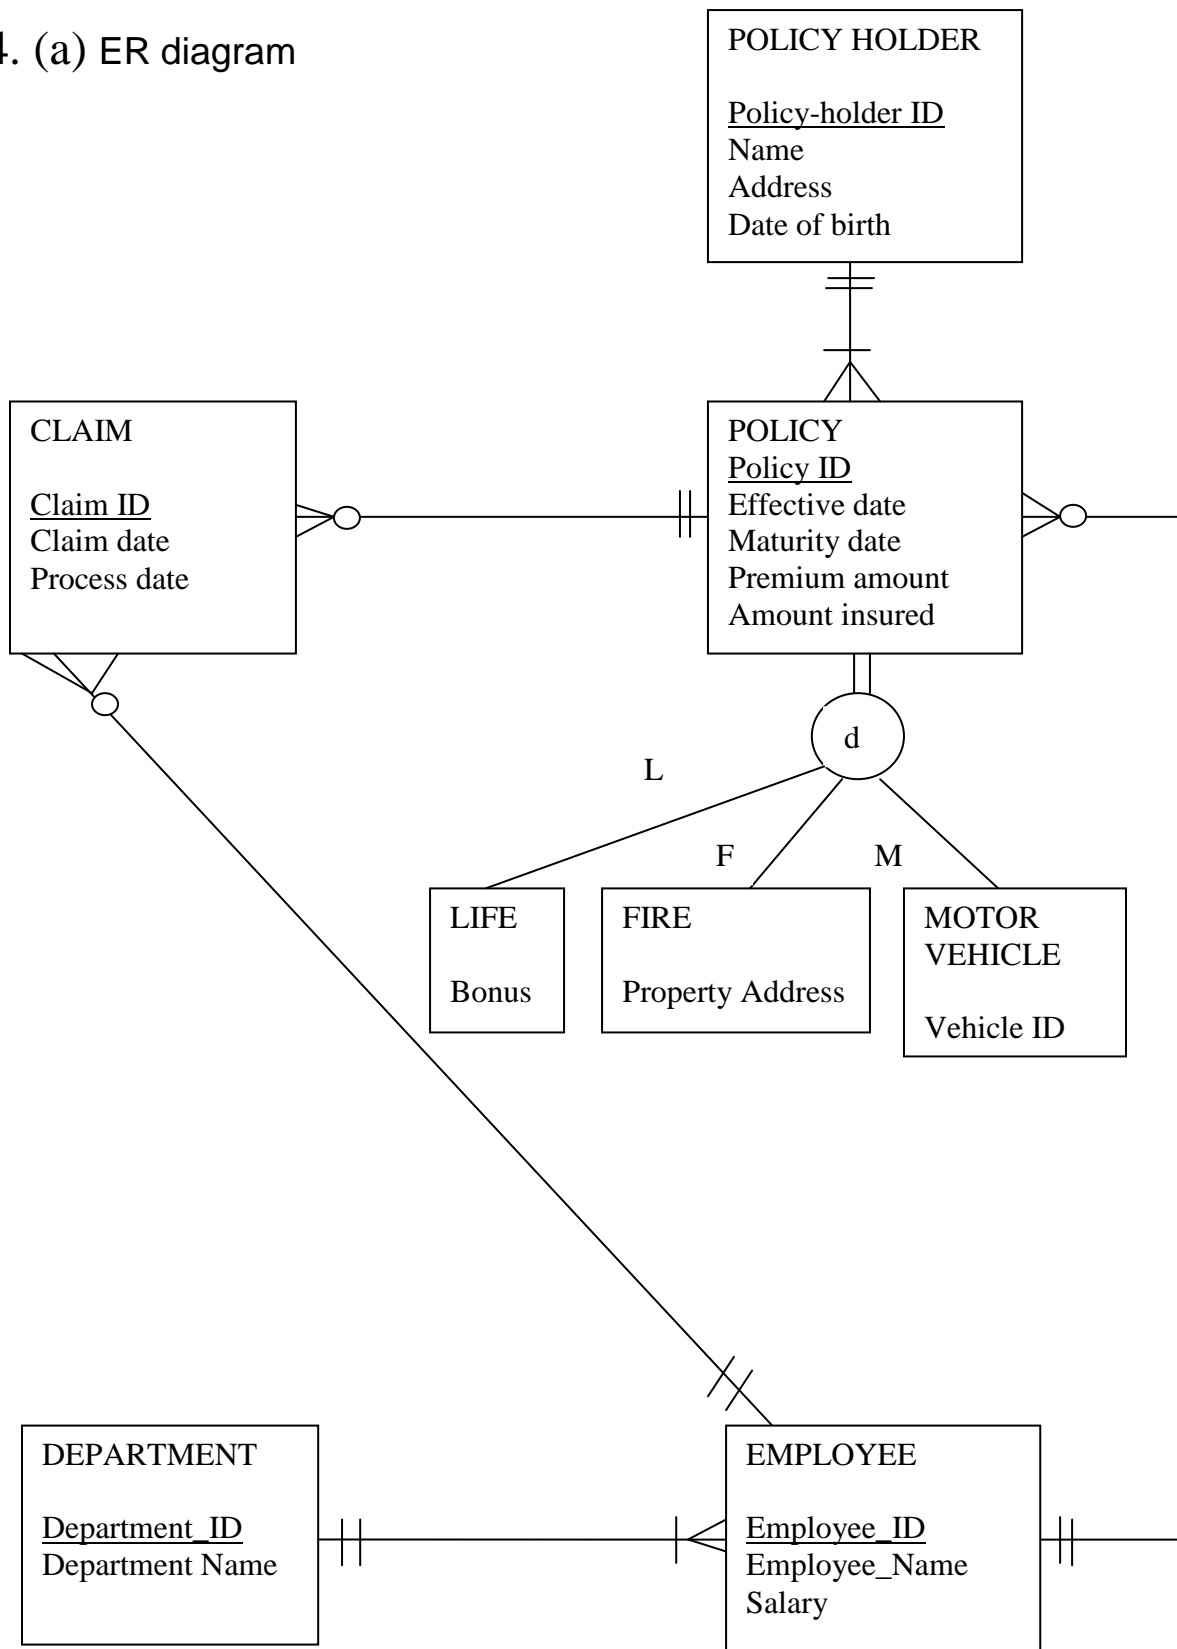 4. (a) ER diagram
POLICY HOLDER
Policy-holder ID
Name
Address
Date of birth
CLAIM
Claim ID
Claim date
Process date
POLICY
Policy ID
Effective date
Maturity date
Premium amount
Amount insured
d
L
F
M
LIFE
Bonus
FIRE
Property Address
MOTOR
VEHICLE
Vehicle ID
DEPARTMENT
Department_ID
Department Name
EMPLOYEE
Employee_ID
Employee_Name
Salary